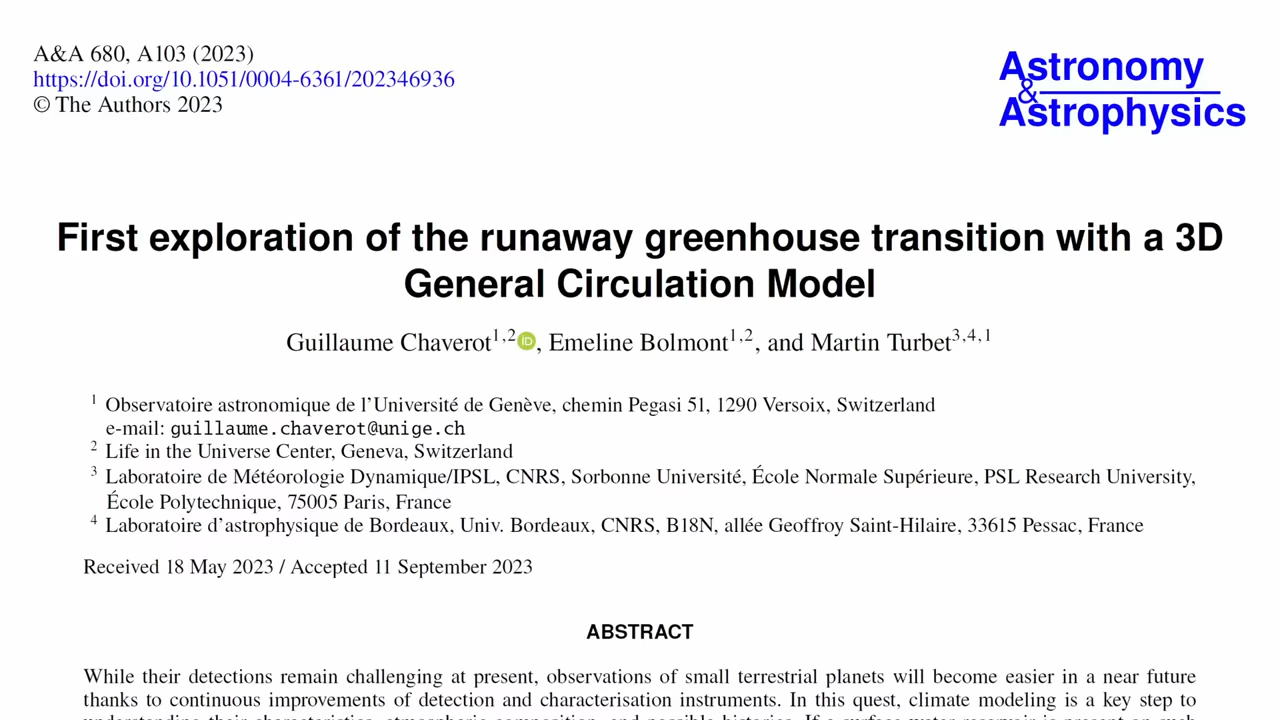 A&A 680, A103 (2023)
https://doi.org/10.1051/0004-6361/202346936
© The Authors 2023
Astronomy
&
Astrophysics
First exploration of the runaway greenhouse transition with a 3D
General Circulation Model
Guillaume Chaverot1,2 iD, Emeline Bolmont1,2, and Martin Turbet3,4,1
1 Observatoire astronomique de l'Université de Genève, chemin Pegasi 51, 1290 Versoix, Switzerland
e-mail: guillaume.chaverot@unige.ch
2 Life in the Universe Center, Geneva, Switzerland
3 Laboratoire de Météorologie Dynamique/IPSL, CNRS, Sorbonne Université, École Normale Supérieure, PSL Research University,
École Polytechnique, 75005 Paris, France
4 Laboratoire d'astrophysique de Bordeaux, Univ. Bordeaux, CNRS, B18N, allée Geoffroy Saint-Hilaire, 33615 Pessac, France
Received 18 May 2023 / Accepted 11 September 2023
ABSTRACT
While their detections remain challenging at present, observations of small terrestrial planets will become easier in a near future
thanks to continuous improvements of detection and characterisation instruments. In this quest, climate modeling is a key step to